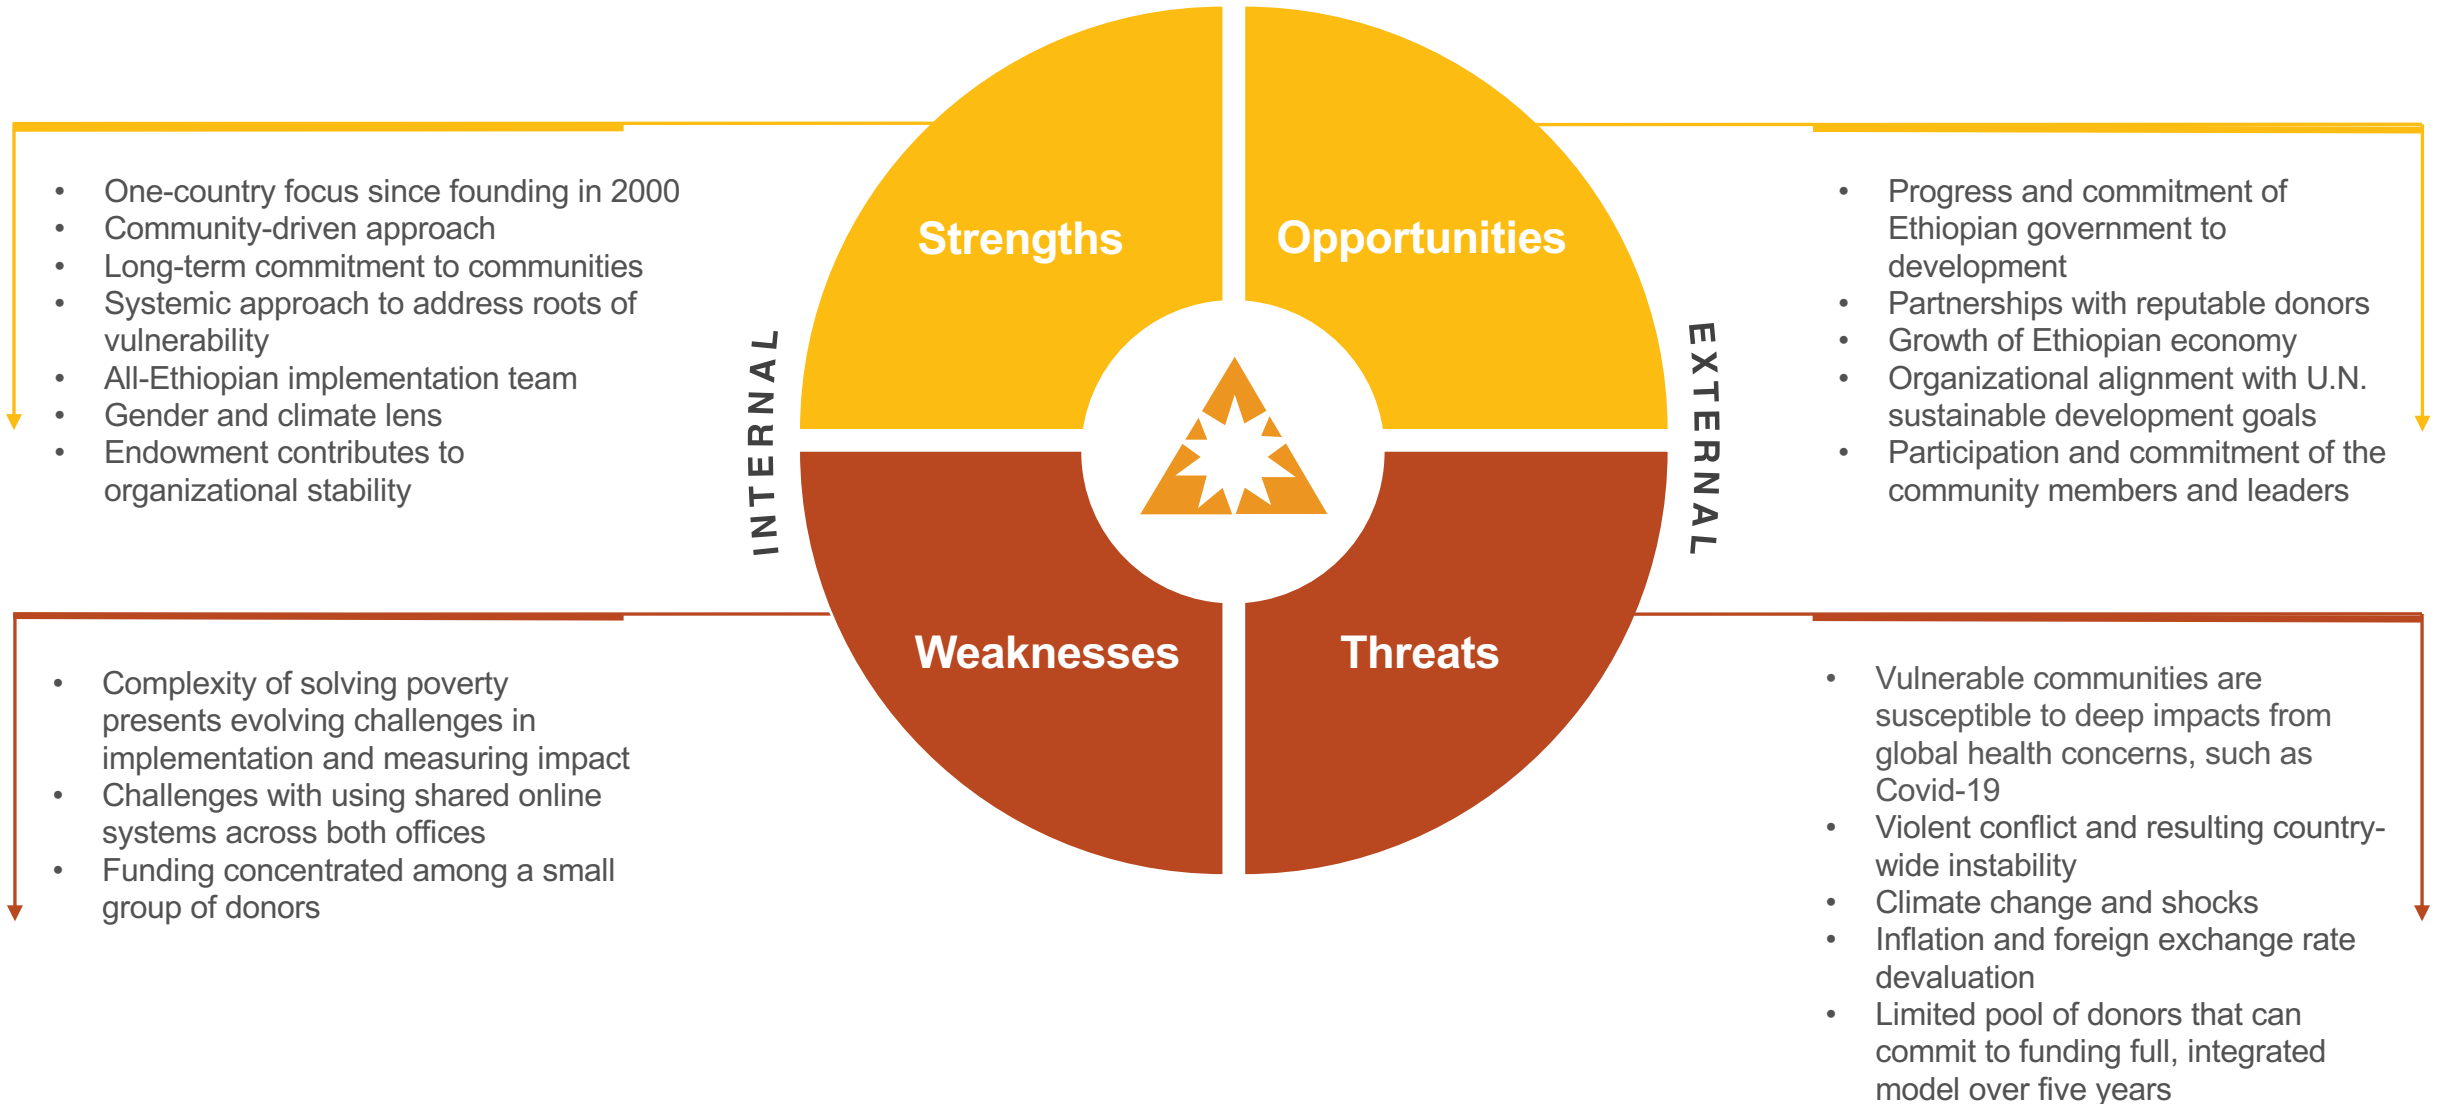 Strengths
Opportunities
Weaknesses
Threats
INTERNAL
EXTERNAL
• One-country focus since founding in 2000
• Community-driven approach
• Long-term commitment to communities
• Systemic approach to address roots of
vulnerability
• All-Ethiopian implementation team
• Gender and climate lens
• Endowment contributes to
organizational stability
• Progress and commitment of
Ethiopian government to
development
• Partnerships with reputable donors
• Growth of Ethiopian economy
• Organizational alignment with U.N.
sustainable development goals
• Participation and commitment of the
community members and leaders
• Complexity of solving poverty
presents evolving challenges in
implementation and measuring impact
• Challenges with using shared online
systems across both offices
• Funding concentrated among a small
group of donors
• Vulnerable communities are
susceptible to deep impacts from
global health concerns, such as
Covid-19
• Violent conflict and resulting country-
wide instability
• Climate change and shocks
• Inflation and foreign exchange rate
devaluation
• Limited pool of donors that can
commit to funding full, integrated
model over five years